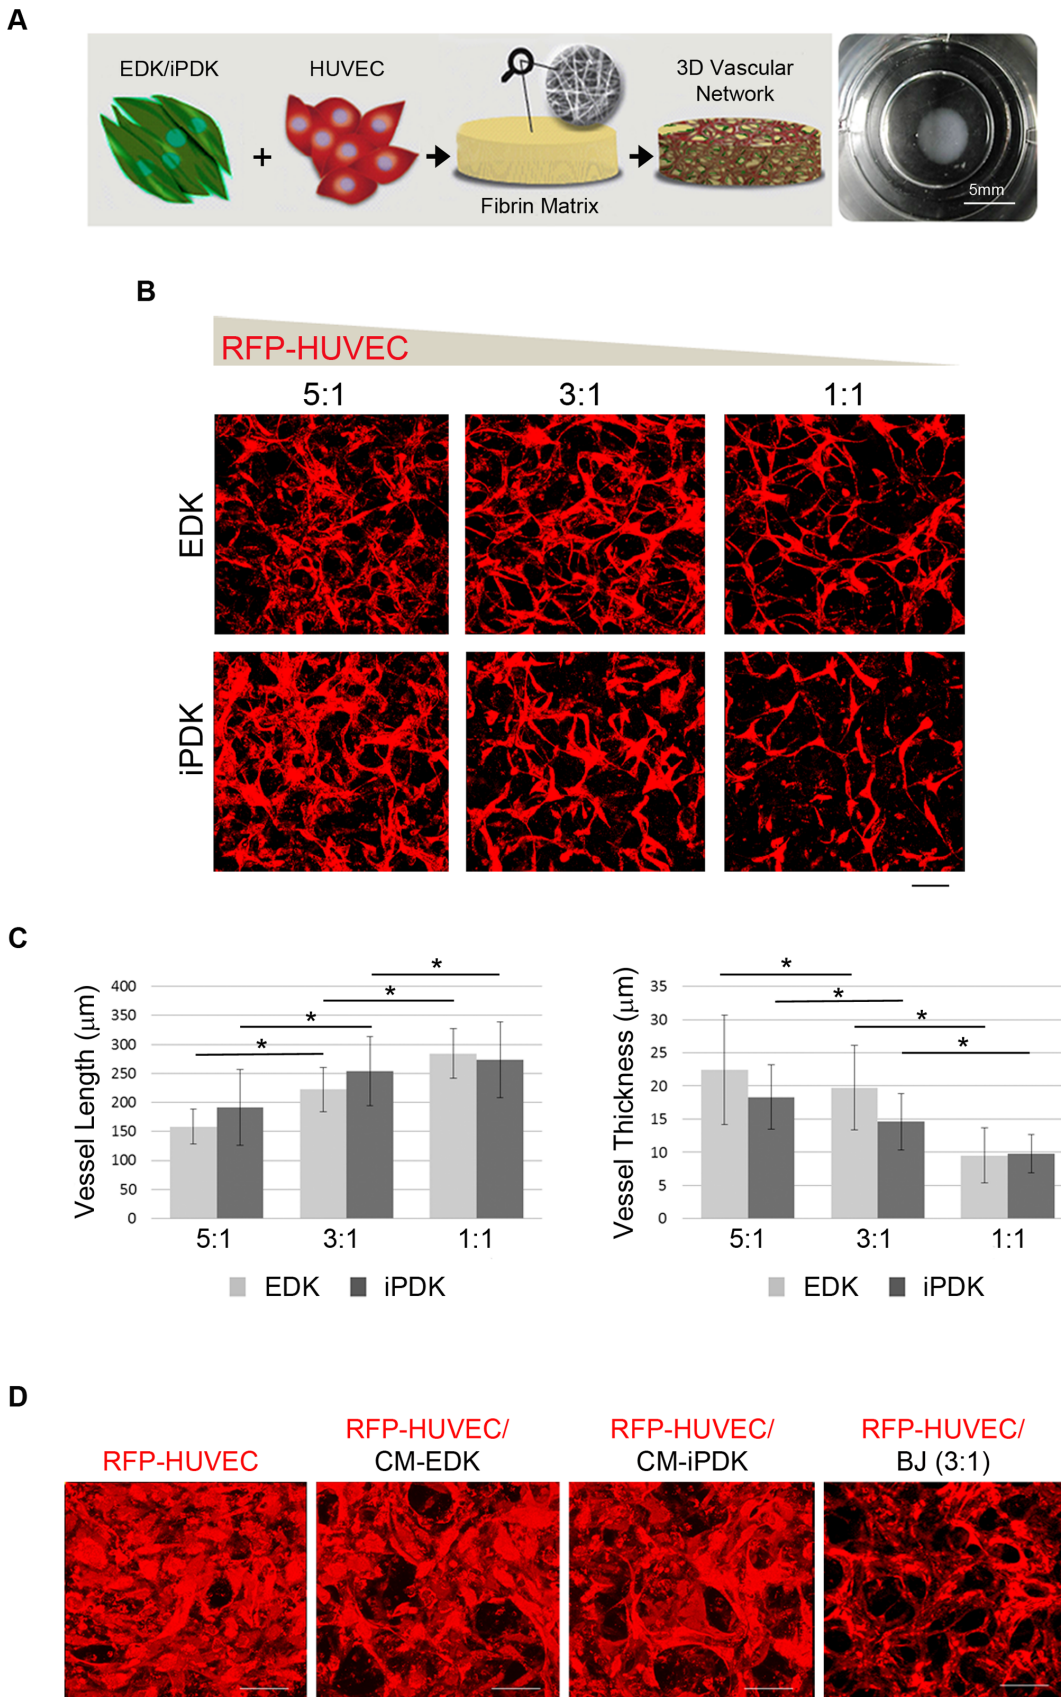 A
EDK/iPDK
+
HUVEC
Fibrin Matrix
3D Vascular
Network
5mm
B
RFP-HUVEC
5:1
3:1
1:1
EDK
iPDK
C
Vessel Length (μm)
400
350
300
250
200
150
100
50
0
*
*
*
*
5:1
3:1
1:1
EDK
iPDK
Vessel Thickness (μm)
35
30
25
20
15
10
5
0
*
*
*
*
5:1
3:1
1:1
EDK
iPDK
D
RFP-HUVEC
RFP-HUVEC/
CM-EDK
RFP-HUVEC/
CM-iPDK
RFP-HUVEC/
BJ (3:1)